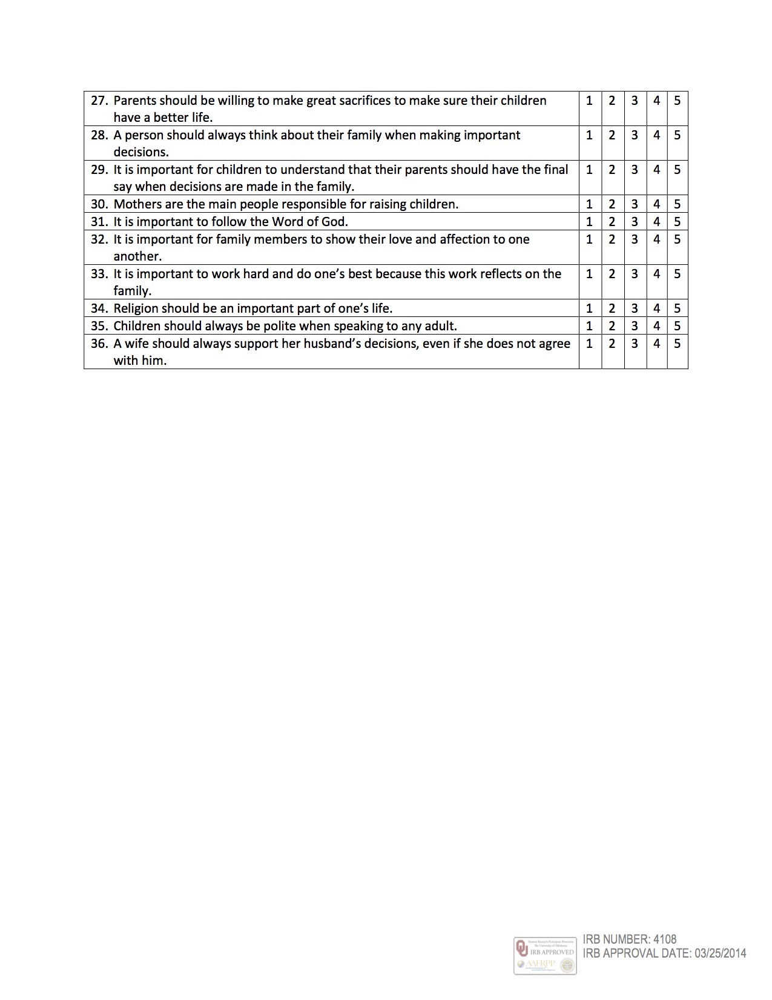 27. Parents should be willing to make great sacrifices to make sure their children 1 2 3 4 5
have a better life.
28. A person should always think about their family when making important 1 2 3 4 5
decisions.
29. It is important for children to understand that their parents should have the final 1 2 3 4 5
say when decisions are made in the family.
30. Mothers are the main people responsible for raising children. 1 2 3 4 5
31. It is important to follow the Word of God. 1 2 3 4 5
32. It is important for family members to show their love and affection to one 1 2 3 4 5
another.
33. It is important to work hard and do one’s best because this work reflects on the 1 2 3 4 5
family.
34. Religion should be an important part of one’s life. 1 2 3 4 5
35. Children should always be polite when speaking to any adult. 1 2 3 4 5
36. A wife should always support her husband’s decisions, even if she does not agree 1 2 3 4 5
with him.
Human Research Participant Protection
The University of Oklahoma
IRB APPROVED
AAHRPP
IRB NUMBER: 4108
IRB APPROVAL DATE: 03/25/2014